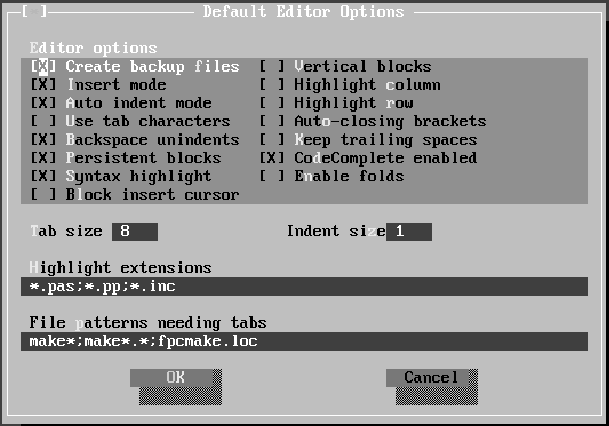 [ ] Default Editor Options
Editor options
[X] Create backup files [ ] Vertical blocks
[X] Insert mode [ ] Highlight column
[X] Auto indent mode [ ] Highlight row
[ ] Use tab characters [ ] Auto-closing brackets
[X] Backspace unindents [ ] Keep trailing spaces
[X] Persistent blocks [X] CodeComplete enabled
[X] Syntax highlight [ ] Enable folds
[ ] Block insert cursor
Tab size 8 Indent size 1
Highlight extensions
*.pas;*.pp;*.inc
File patterns needing tabs
make*;make*.*;fpcmake.loc
OK Cancel